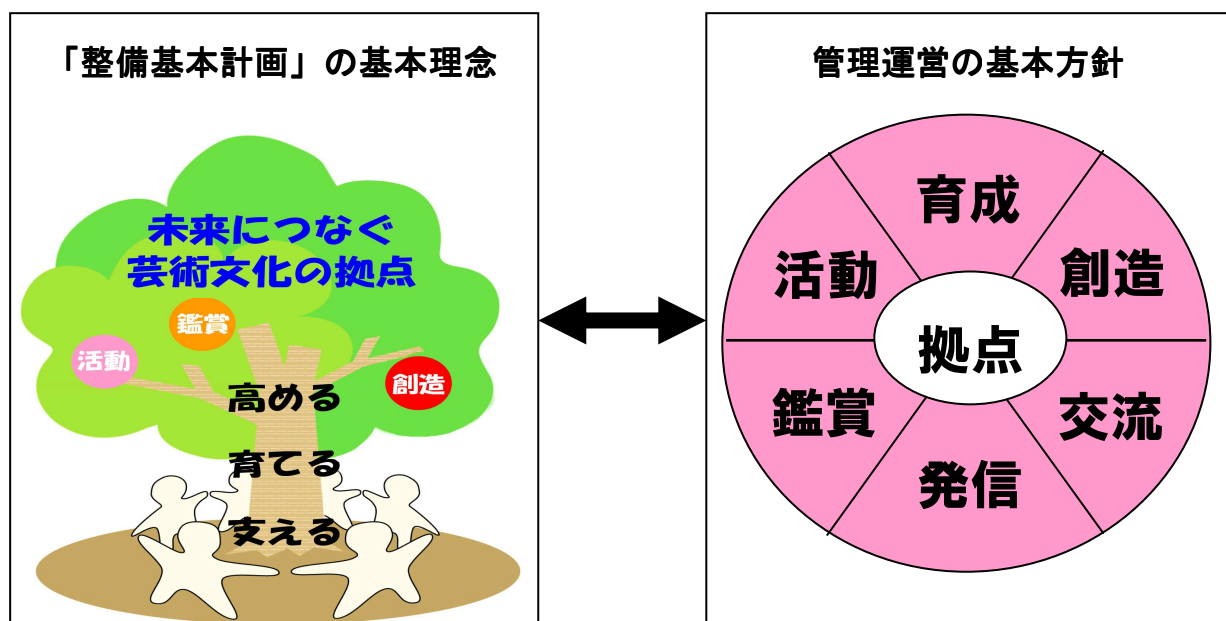 「整備基本計画」の基本理念
未来につなぐ
芸術文化の拠点
鑑賞
活動
創造
高める
育てる
支える
管理運営の基本方針
育成
活動
創造
拠点
鑑賞
交流
発信